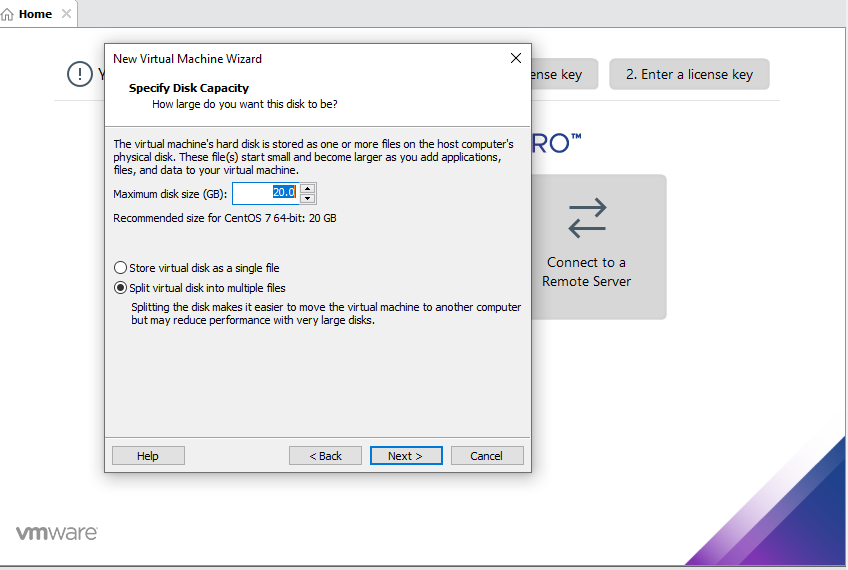 Home
New Virtual Machine Wizard
Y
Specify Disk Capacity
How large do you want this disk to be?
ense key
2. Enter a license key
RO™
The virtual machine's hard disk is stored as one or more files on the host computer's
physical disk. These file(s) start small and become larger as you add applications,
files, and data to your virtual machine.
Maximum disk size (GB): 20.0
Recommended size for CentOS 7 64-bit: 20 GB
Store virtual disk as a single file
Split virtual disk into multiple files
Splitting the disk makes it easier to move the virtual machine to another computer
but may reduce performance with very large disks.
Connect to a
Remote Server
Help
< Back
Next >
Cancel
vmware